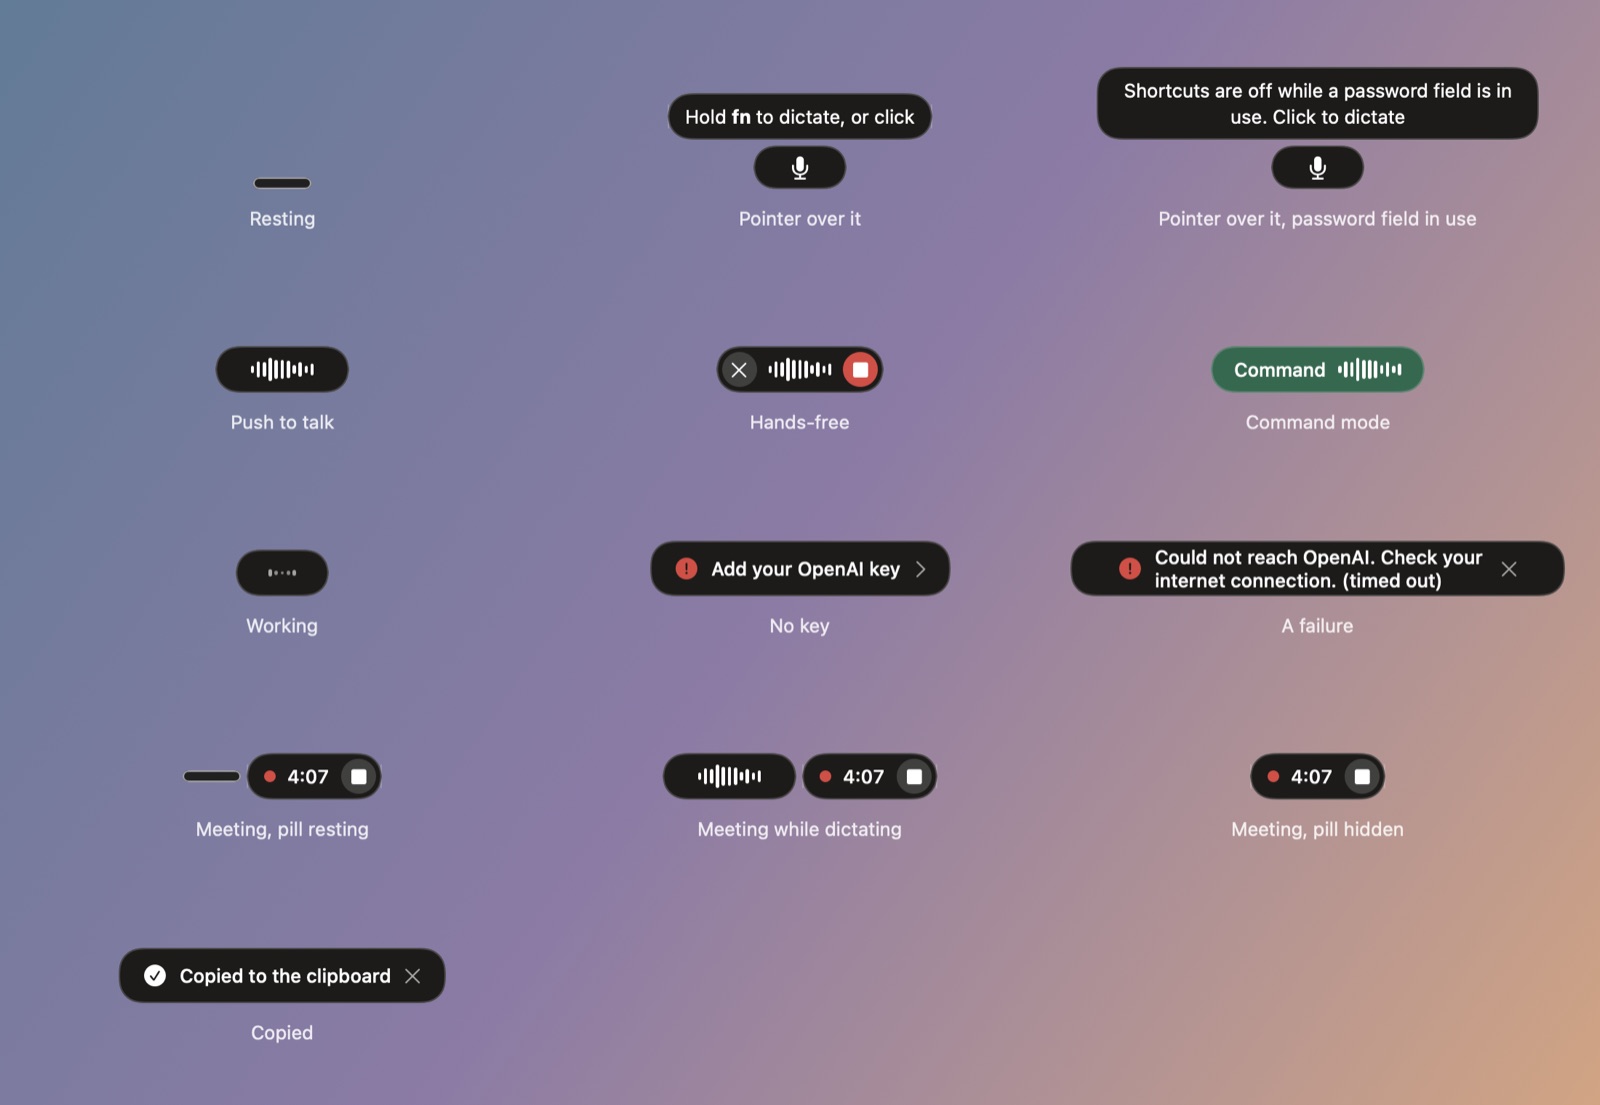 Hold fn to dictate, or click
Shortcuts are off while a password field is in
use. Click to dictate
Resting
Pointer over it
Pointer over it, password field in use
Command
Push to talk
Hands-free
Command mode
Add your OpenAI key
Could not reach OpenAI. Check your
internet connection. (timed out)
Working
No key
A failure
4:07
4:07
4:07
Meeting, pill resting
Meeting while dictating
Meeting, pill hidden
Copied to the clipboard
Copied